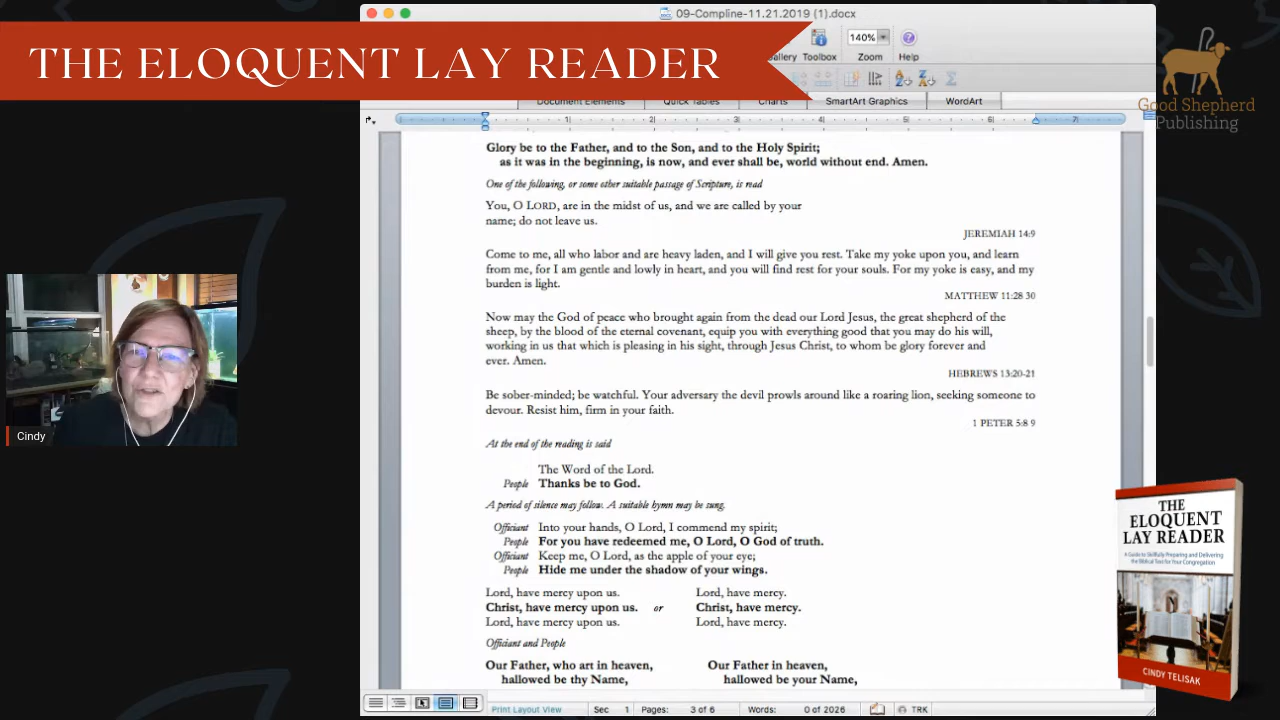 09-Compline-11.21.2019 (1).docx
THE ELOQUENT LAY READER
Toolbox
140%
Zoom
Help
Document Elements
Quick Tables
Charts
SmartArt Graphics
WordArt
Good Shepherd
Publishing
1 2 3 4 5 6 7
Glory be to the Father, and to the Son, and to the Holy Spirit;
as it was in the beginning, is now, and ever shall be, world without end. Amen.
One of the following, or some other suitable passage of Scripture, is read
You, O LORD, are in the midst of us, and we are called by your
name; do not leave us.
JEREMIAH 14:9
Come to me, all who labor and are heavy laden, and I will give you rest. Take my yoke upon you, and learn
from me, for I am gentle and lowly in heart, and you will find rest for your souls. For my yoke is easy, and my
burden is light.
MATTHEW 11:28 30
Now may the God of peace who brought again from the dead our Lord Jesus, the great shepherd of the
sheep, by the blood of the eternal covenant, equip you with everything good that you may do his will,
working in us that which is pleasing in his sight, through Jesus Christ, to whom be glory forever and
ever. Amen.
HEBREWS 13:20-21
Be sober-minded; be watchful. Your adversary the devil prowls around like a roaring lion, seeking someone to
devour. Resist him, firm in your faith.
1 PETER 5:8 9
At the end of the reading is said
The Word of the Lord.
People Thanks be to God.
A period of silence may follow. A suitable hymn may be sung.
Officiant Into your hands, O Lord, I commend my spirit;
People For you have redeemed me, O Lord, O God of truth.
Officiant Keep me, O Lord, as the apple of your eye;
People Hide me under the shadow of your wings.
Lord, have mercy upon us. Lord, have mercy.
Christ, have mercy upon us. or Christ, have mercy.
Lord, have mercy upon us. Lord, have mercy.
Officiant and People
Our Father, who art in heaven, Our Father in heaven,
hallowed be thy Name, hallowed be your Name,
Print Layout View Sec 1 Pages: 3 of 6 Words: 0 of 2026 TRK
Cindy
THE
ELOQUENT
LAY READER
A Guide to Skillfully Preparing and Delivering
the Biblical Text for Your Congregation
CINDY TELISAK